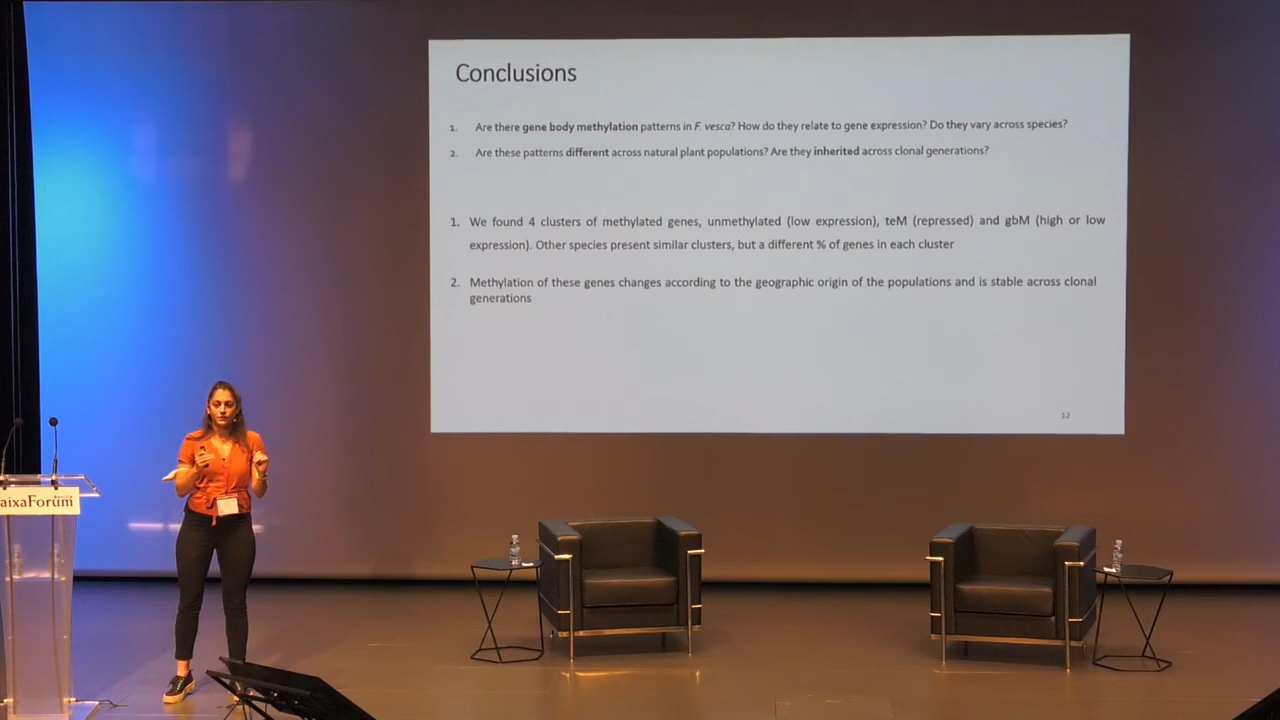 Conclusions
1. Are there gene body methylation patterns in F. vesca? How do they relate to gene expression? Do they vary across species?
2. Are these patterns different across natural plant populations? Are they inherited across clonal generations?
1. We found 4 clusters of methylated genes, unmethylated (low expression), teM (repressed) and gbM (high or low
expression). Other species present similar clusters, but a different % of genes in each cluster
2. Methylation of these genes changes according to the geographic origin of the populations and is stable across clonal
generations
12
aixaForum